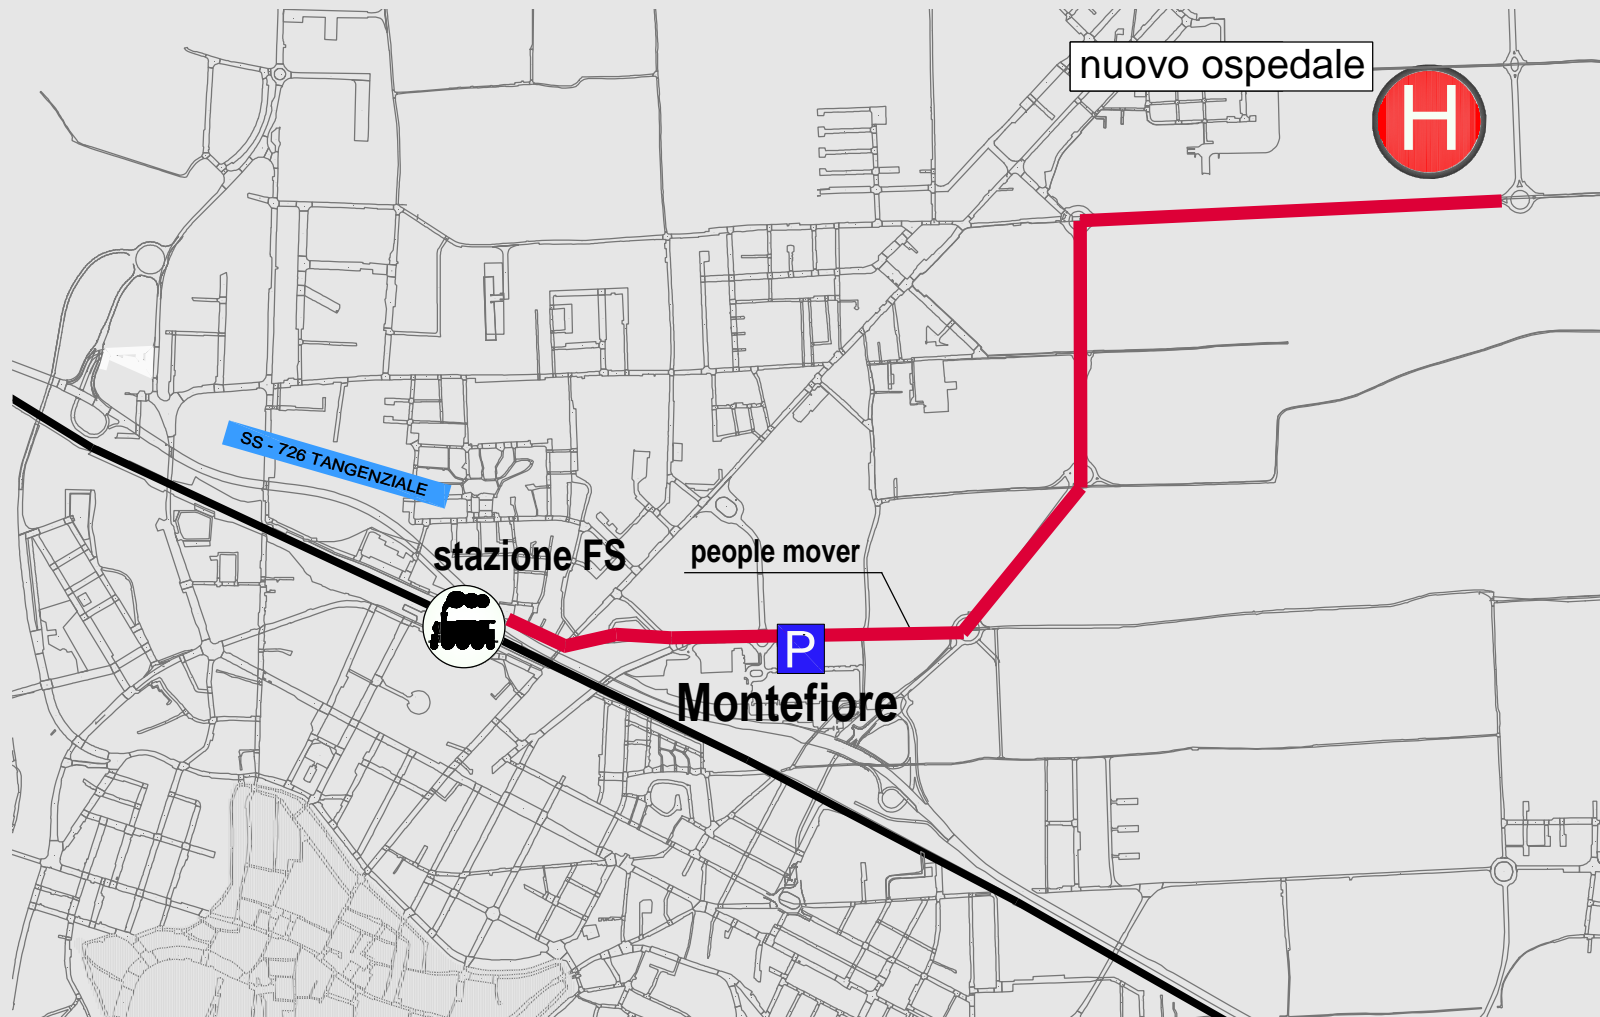 nuovo ospedale
H
SS - 726 TANGENZIALE
stazione FS
people mover
P
Montefiore